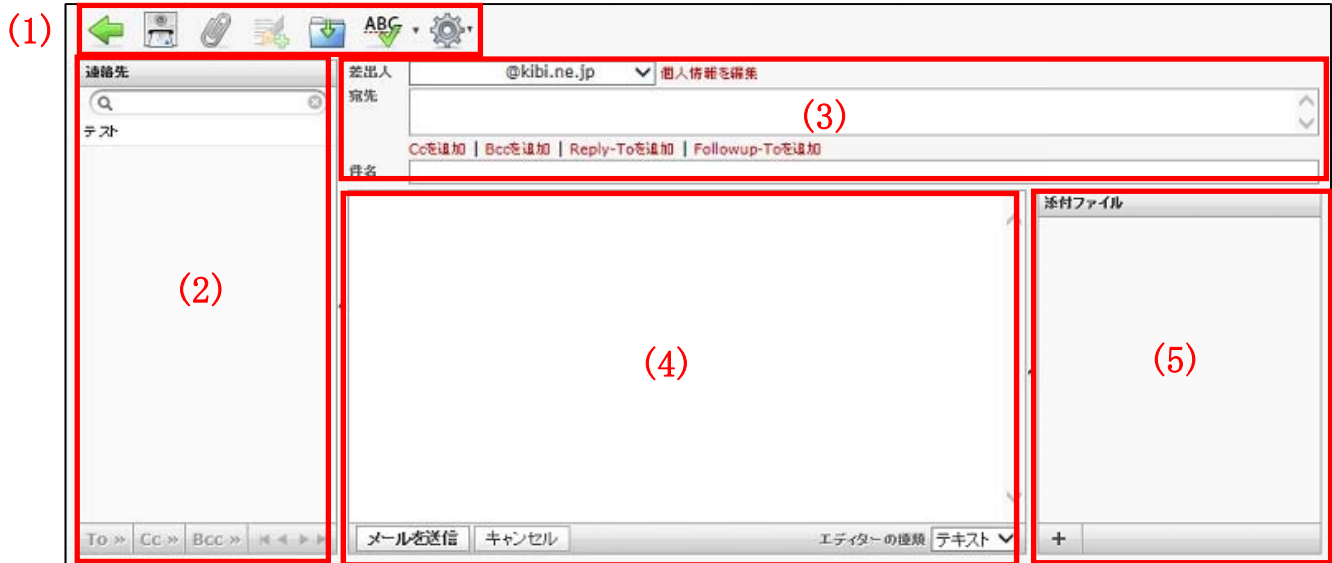 (1)
ABC
連絡先
テスト
(2)
To » Cc » Bcc »
差出人 @kibi.ne.jp 個人情報を編集
宛先
(3)
Ccを追加 | Bccを追加 | Reply-Toを追加 | Followup-Toを追加
件名
(4)
メールを送信 キャンセル エディターの種類 テキスト
添付ファイル
(5)
+